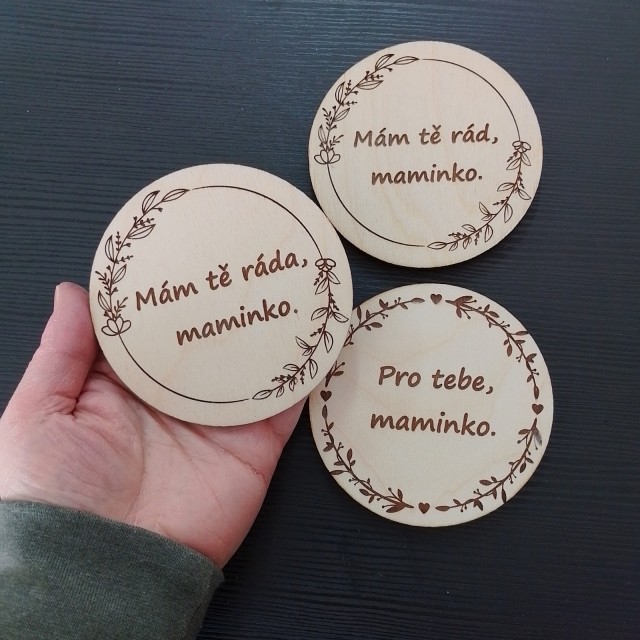 Mám tě rád,
maminko.
Mám tě ráda,
maminko.
Pro tebe,
maminko.